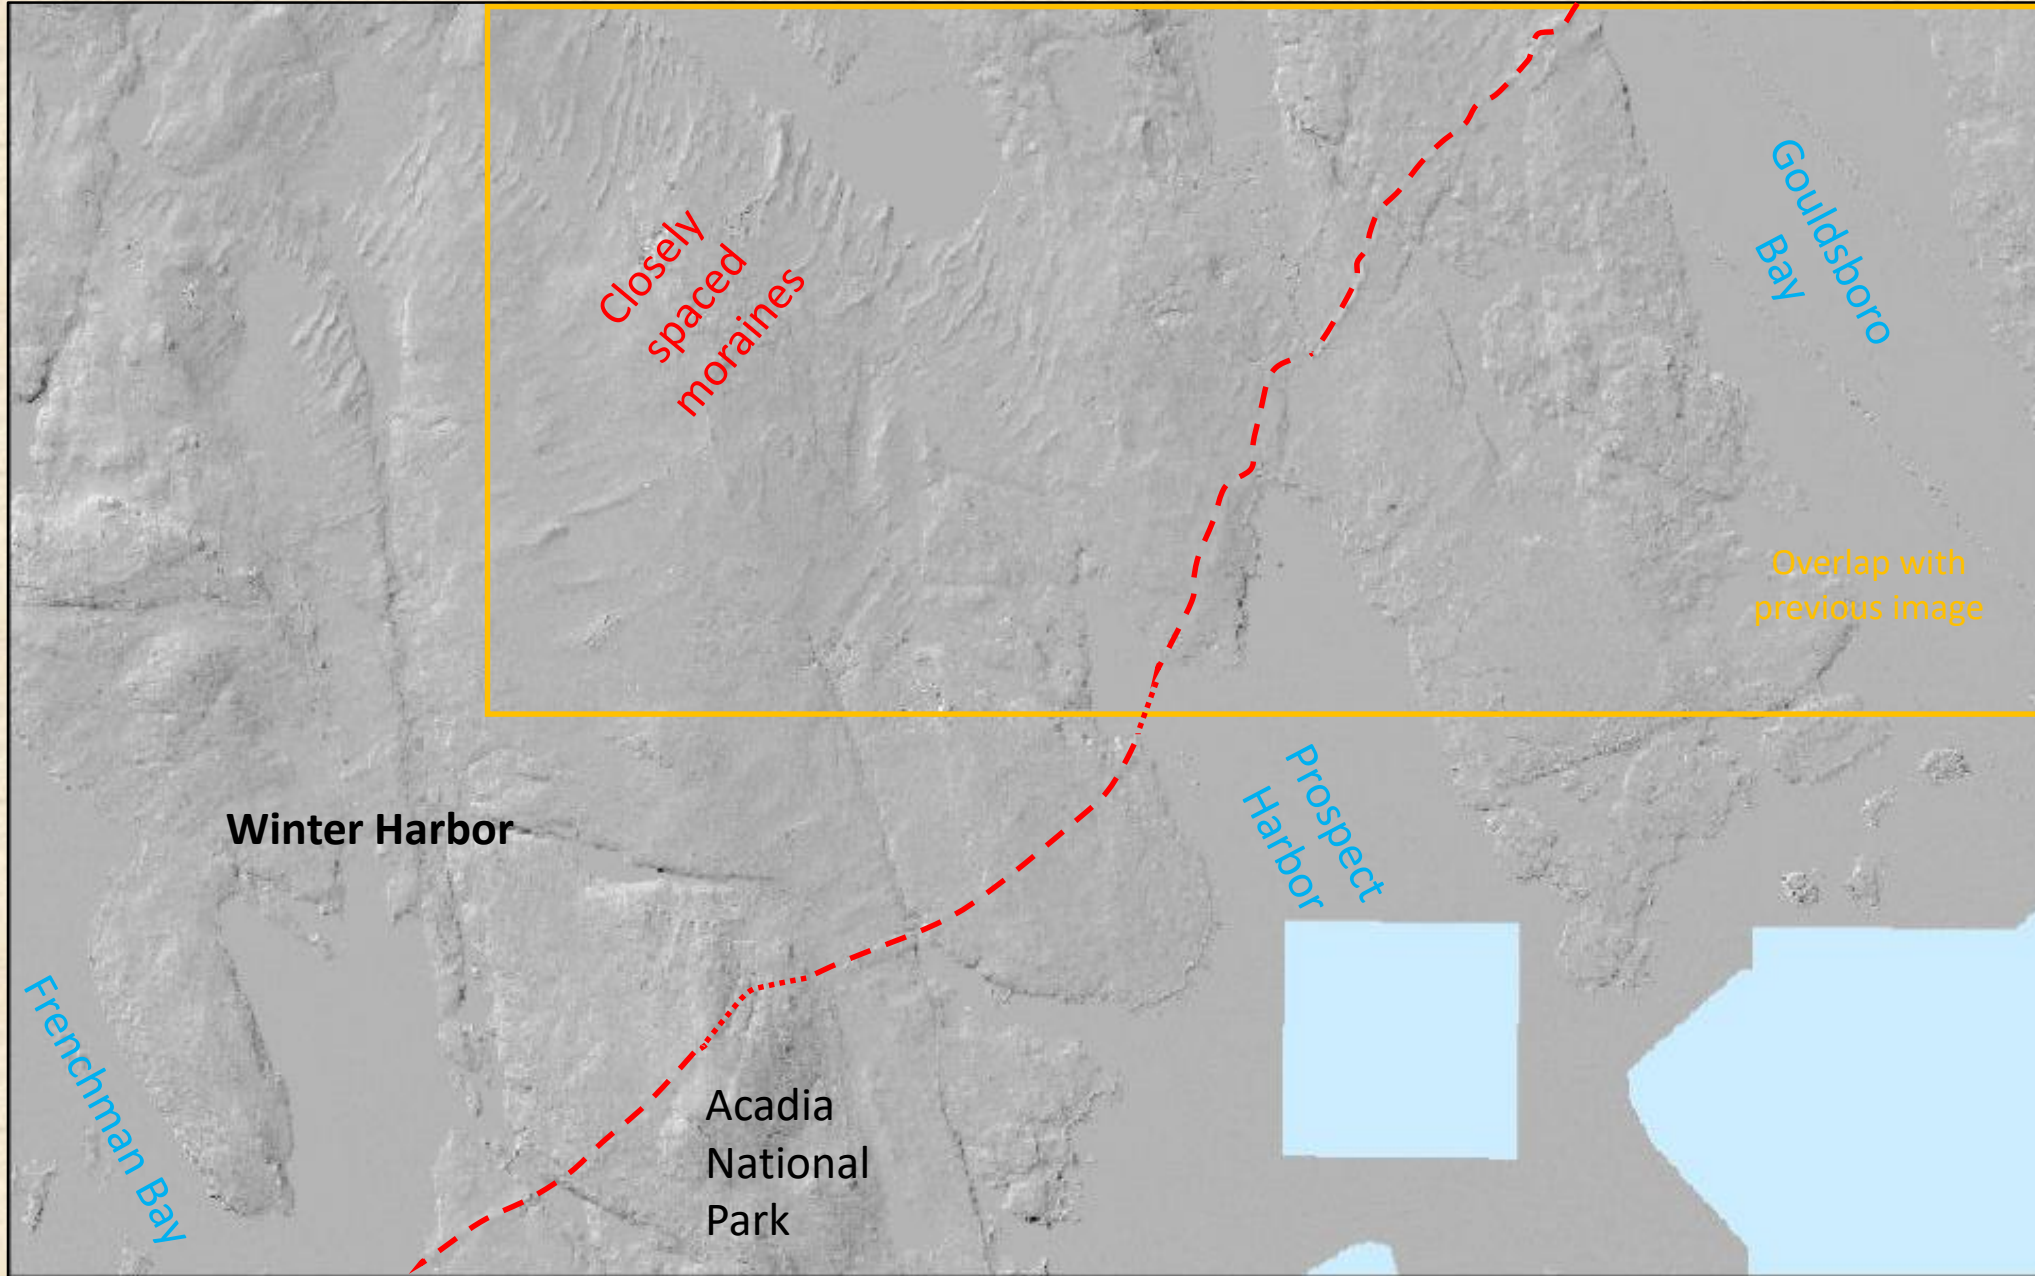 Closely
spaced
moraines
Gouldsboro
Bay
Overlap with
previous image
Prospect
Harbor
Winter Harbor
Frenchman Bay
Acadia
National
Park